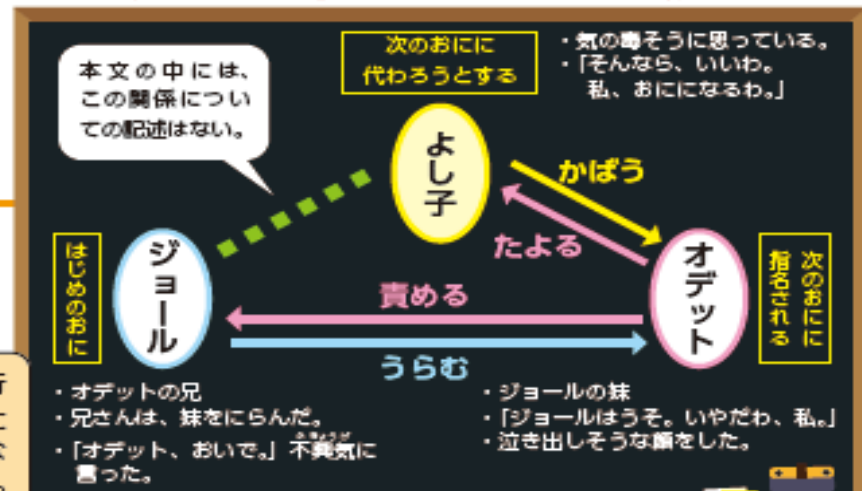 次のおにに
代わろうとする
・気の毒そうに思っている。
・「そんなら、いいわ。
私、おにになるわ。」
本文の中には、
この関係につい
ての記述はない。
よし子
かばう
たよる
はじめのおに
ジョール
責める
うらむ
オデット
次のおにに
指名される
・オデットの兄
・兄さんは、妹をにらんだ。
・「オデット、おいで。」不興気に
言った。
・ジョールの妹
・「ジョールはうそ。いやだわ、私。」
・泣き出しそうな顔をした。